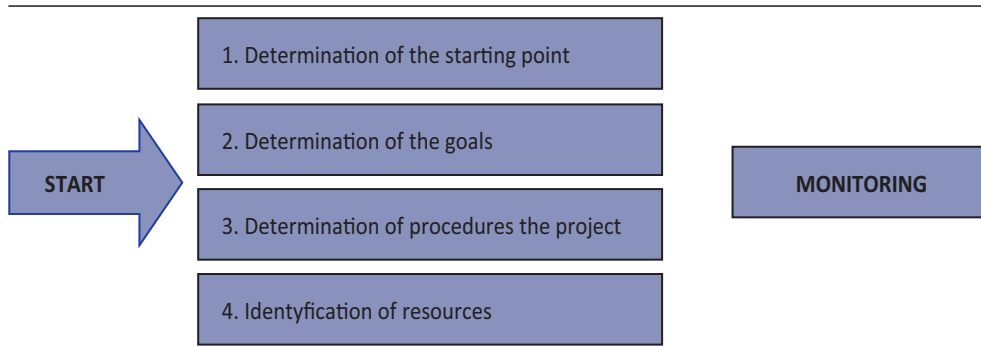 1. Determination of the starting point
2. Determination of the goals
START
MONITORING
3. Determination of procedures the project
4. Identyfication of resources